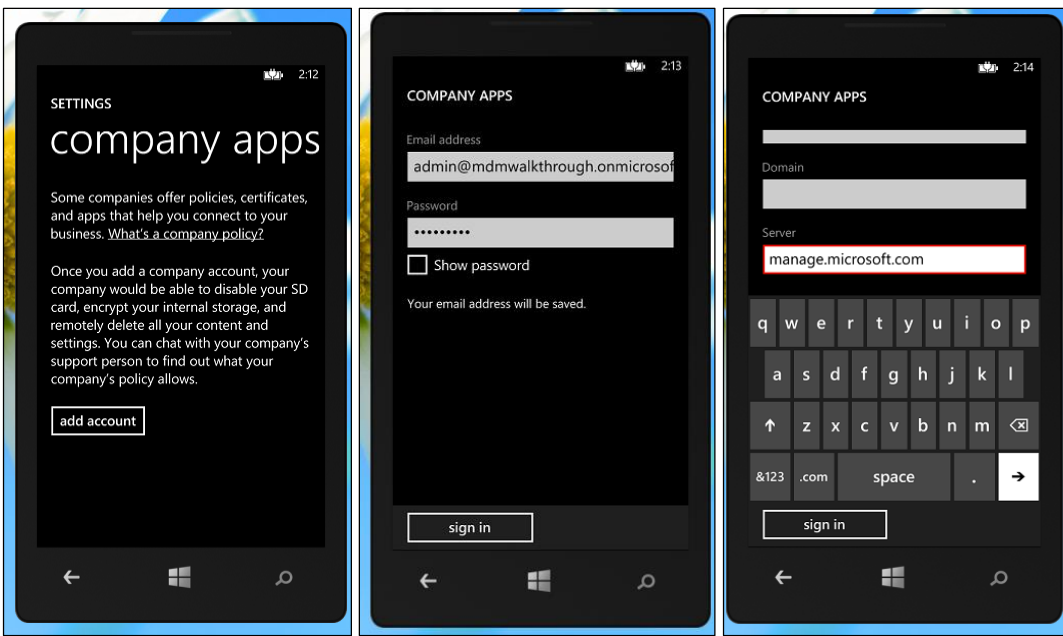 2:12
SETTINGS
company apps
Some companies offer policies, certificates,
and apps that help you connect to your
business. What's a company policy?
Once you add a company account, your
company would be able to disable your SD
card, encrypt your internal storage, and
remotely delete all your content and
settings. You can chat with your company's
support person to find out what your
company's policy allows.
add account
2:13
COMPANY APPS
Email address
admin@mdmwalkthrough.onmicrosof
Password
•••••••••
Show password
Your email address will be saved.
sign in
2:14
COMPANY APPS
Domain
Server
manage.microsoft.com
q w e r t y u i o p
a s d f g h j k l
z x c v b n m
&123 .com space .
sign in